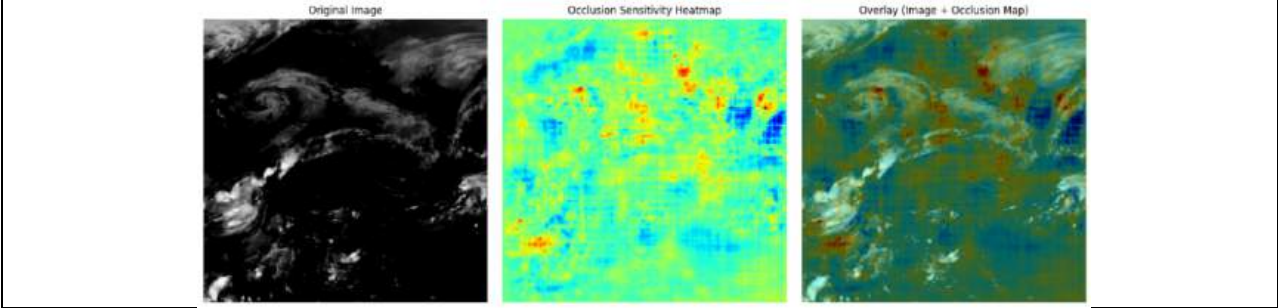 Original Image
Occlusion Sensitivity Heatmap
Overlay (Image + Occlusion Map)